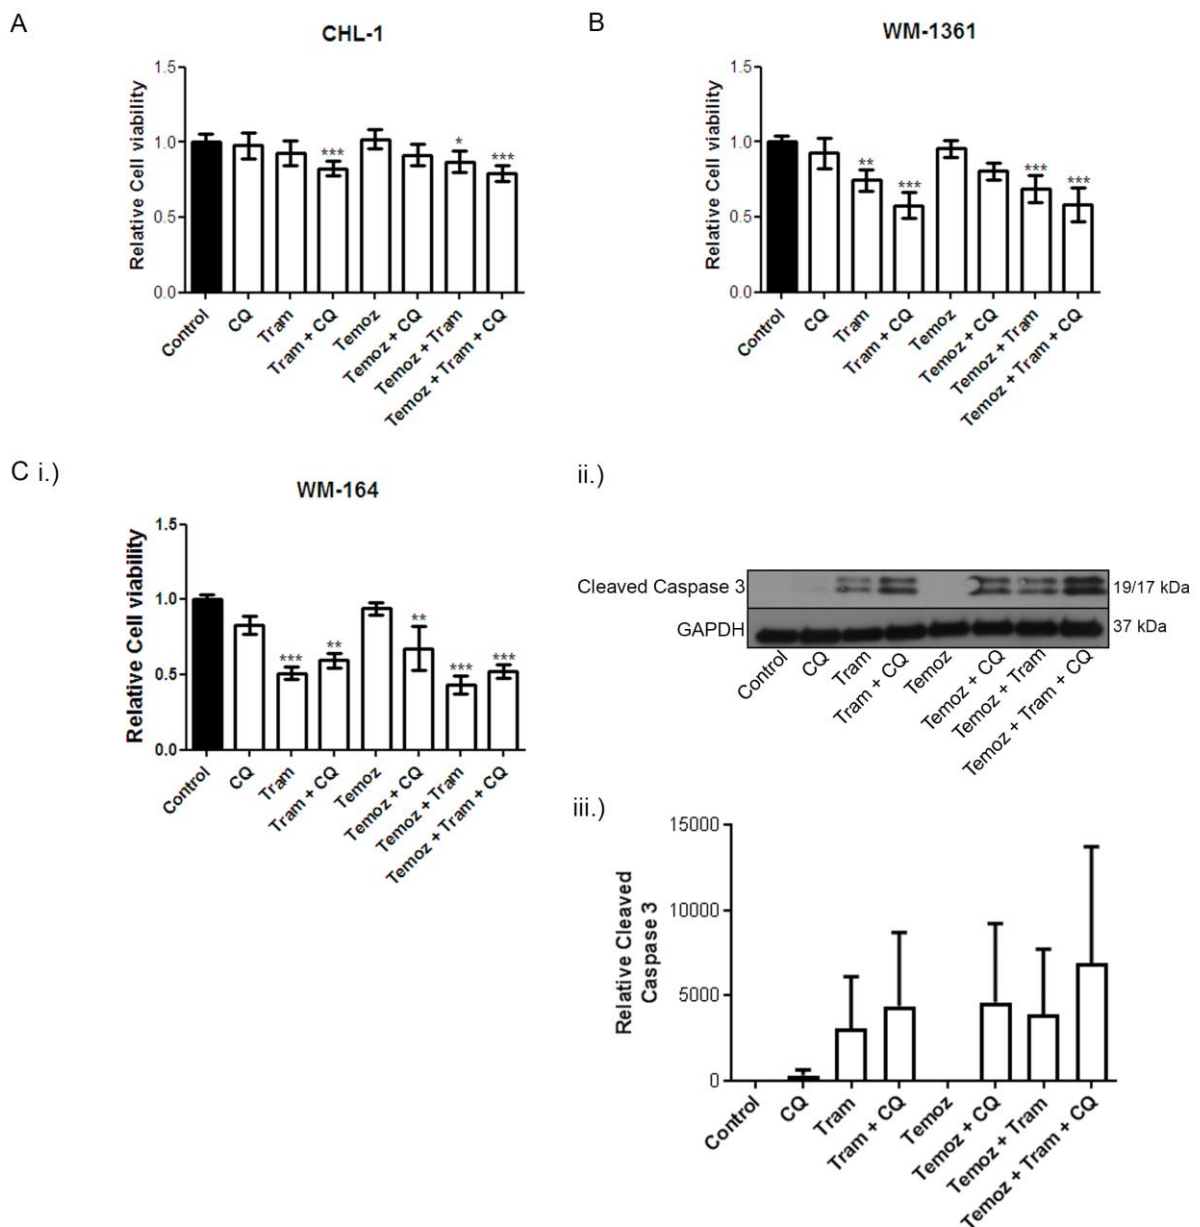 A
CHL-1
Relative Cell viability
1.5
1.0
0.5
0.0
***
*
***
Control
CQ
Tram
Tram + CQ
Temoz
Temoz + CQ
Temoz + Tram
Temoz + Tram + CQ
B
WM-1361
Relative Cell viability
1.5
1.0
0.5
0.0
**
***
***
***
Control
CQ
Tram
Tram + CQ
Temoz
Temoz + CQ
Temoz + Tram
Temoz + Tram + CQ
C i.)
WM-164
Relative Cell viability
1.5
1.0
0.5
0.0
***
**
**
***
***
Control
CQ
Tram
Tram + CQ
Temoz
Temoz + CQ
Temoz + Tram
Temoz + Tram + CQ
ii.)
Cleaved Caspase 3
19/17 kDa
GAPDH
37 kDa
Control
CQ
Tram
Tram + CQ
Temoz
Temoz + CQ
Temoz + Tram
Temoz + Tram + CQ
iii.)
Relative Cleaved
Caspase 3
15000
10000
5000
0
Control
CQ
Tram
Tram + CQ
Temoz
Temoz + CQ
Temoz + Tram
Temoz + Tram + CQ